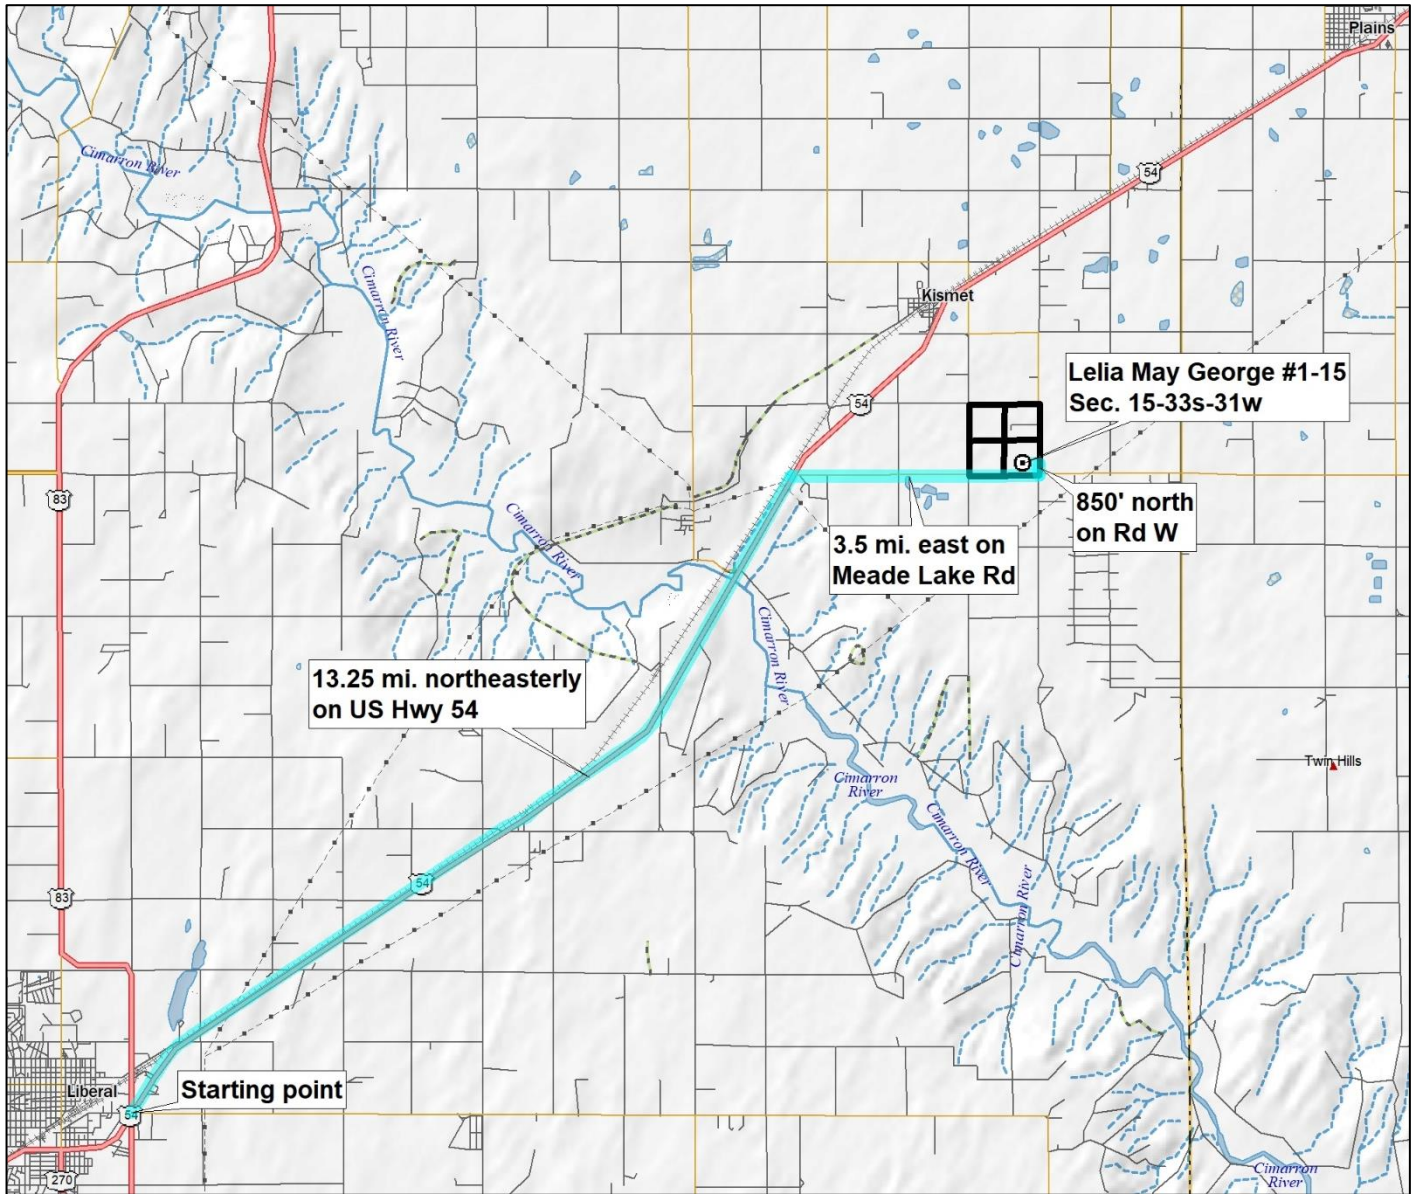 Plains
Cimarron River
54
Cimarron River
Kismet
Lelia May George #1-15
Sec. 15-33s-31w
54
83
850' north
on Rd W
Cimarron River
3.5 mi. east on
Meade Lake Rd
Cimarron River
13.25 mi. northeasterly
on US Hwy 54
Twin Hills
Cimarron
River
Cimarron River
54
83
Cimarron River
Starting point
Liberal
54
270
Cimarron
River